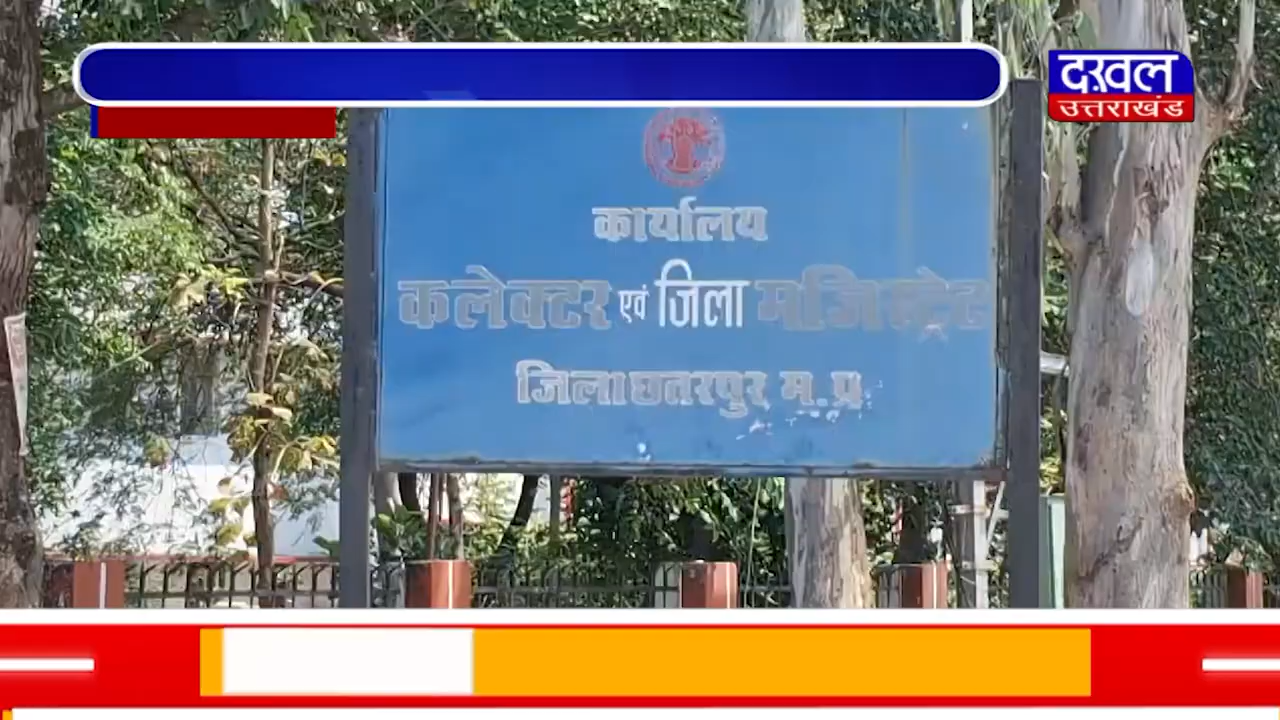 दख़ल
उत्तराखंड
कार्यालय
कलेक्टर एवं जिला मजिस्ट्रेट
जिला छतरपुर म.प्र.